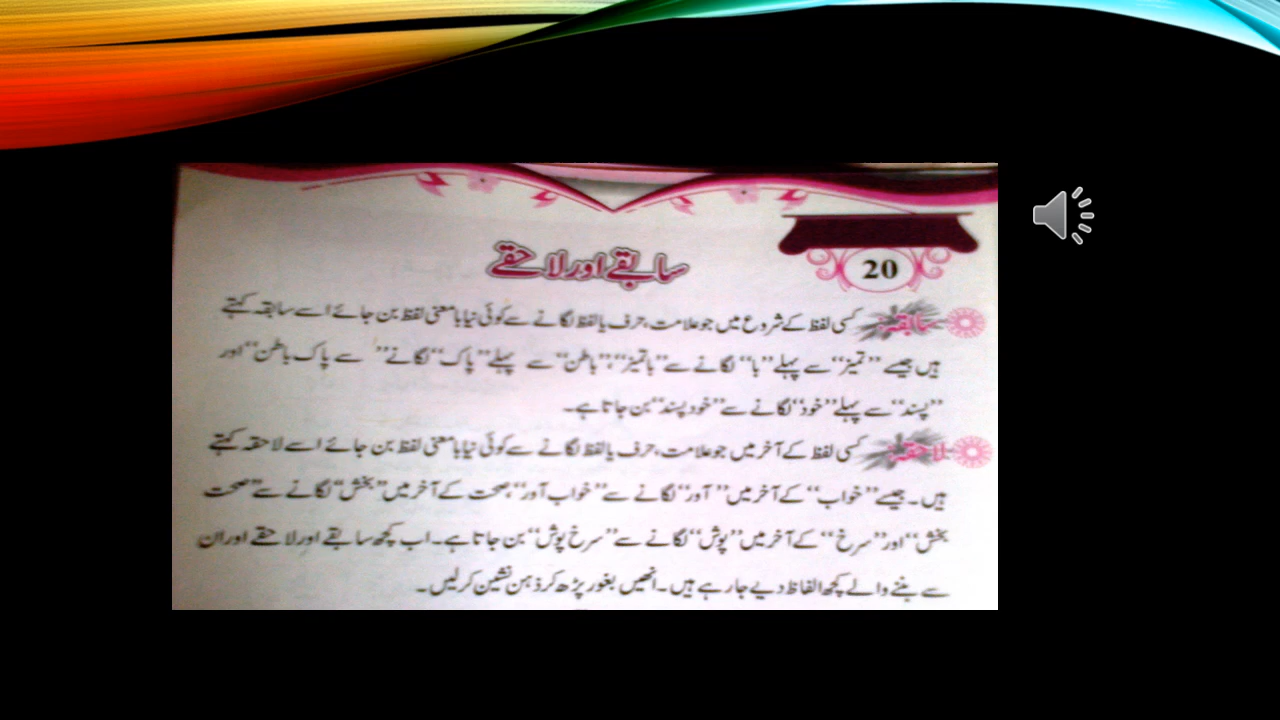 20
سابقے اور لاحقے
سابقہ کسی لفظ کے شروع میں جو علامت، حرف یا لفظ لگانے سے کوئی نیا بامعنی لفظ بن جائے اسے سابقہ کہتے
ہیں جیسے ”تمیز“ سے پہلے ”با“ لگانے سے ”باتمیز“، ”باطن“ سے پہلے ”پاک“ لگانے” سے پاک باطن“ اور
”پسند“ سے پہلے ”خود“ لگانے سے ”خود پسند“ بن جاتا ہے۔
لاحقہ کسی لفظ کے آخر میں جو علامت، حرف یا لفظ لگانے سے کوئی نیا بامعنی لفظ بن جائے اسے لاحقہ کہتے
ہیں۔ جیسے ”خواب“ کے آخر میں ”آور“ لگانے سے ”خواب آور“، صحت کے آخر میں ”بخش“ لگانے سے ”صحت
بخش“ اور ”سرخ“ کے آخر میں ”پوش“ لگانے سے ”سرخ پوش“ بن جاتا ہے۔ اب کچھ سابقے اور لاحقے اور ان
سے بننے والے کچھ الفاظ دیے جا رہے ہیں۔ انھیں بغور پڑھ کر ذہن نشین کر لیں۔